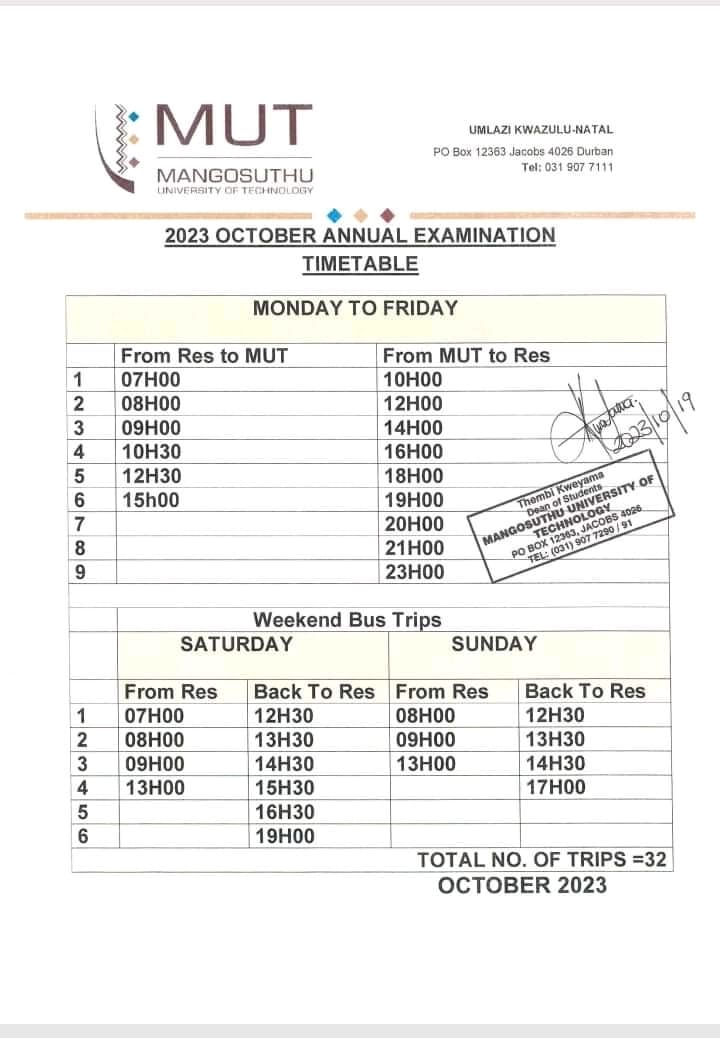 MUT
MANGOSUTHU
UNIVERSITY OF TECHNOLOGY
UMLAZI KWAZULU-NATAL
PO Box 12363 Jacobs 4026 Durban
Tel: 031 907 7111
2023 OCTOBER ANNUAL EXAMINATION
TIMETABLE
MONDAY TO FRIDAY
From Res to MUT From MUT to Res
1 07H00 10H00
2 08H00 12H00
3 09H00 14H00
4 10H30 16H00
5 12H30 18H00
6 15h00 19H00
7 20H00
8 21H00
9 23H00
Kweyama.
2023/10/19
Thembi Kweyama
Dean of Students
MANGOSUTHU UNIVERSITY OF
TECHNOLOGY
PO BOX 12363, JACOBS 4026
TEL: (031) 907 7290 / 91
Weekend Bus Trips
SATURDAY SUNDAY
From Res Back To Res From Res Back To Res
1 07H00 12H30 08H00 12H30
2 08H00 13H30 09H00 13H30
3 09H00 14H30 13H00 14H30
4 13H00 15H30 17H00
5 16H30
6 19H00
TOTAL NO. OF TRIPS =32
OCTOBER 2023